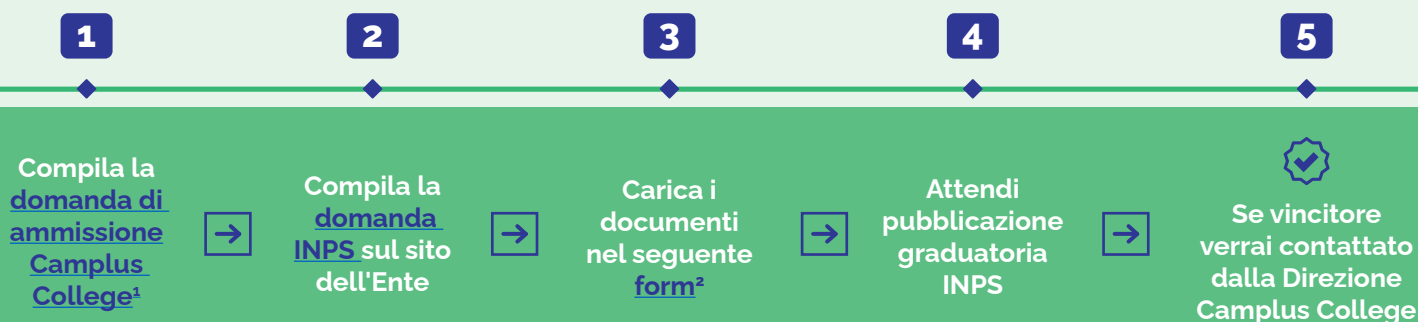 1
2
3
4
5
Compila la
domanda di
ammissione
Camplus
College¹
Compila la
domanda
INPS sul sito
dell'Ente
Carica i
documenti
nel seguente
form²
Attendi
pubblicazione
graduatoria
INPS
Se vincitore
verrai contattato
dalla Direzione
Camplus College